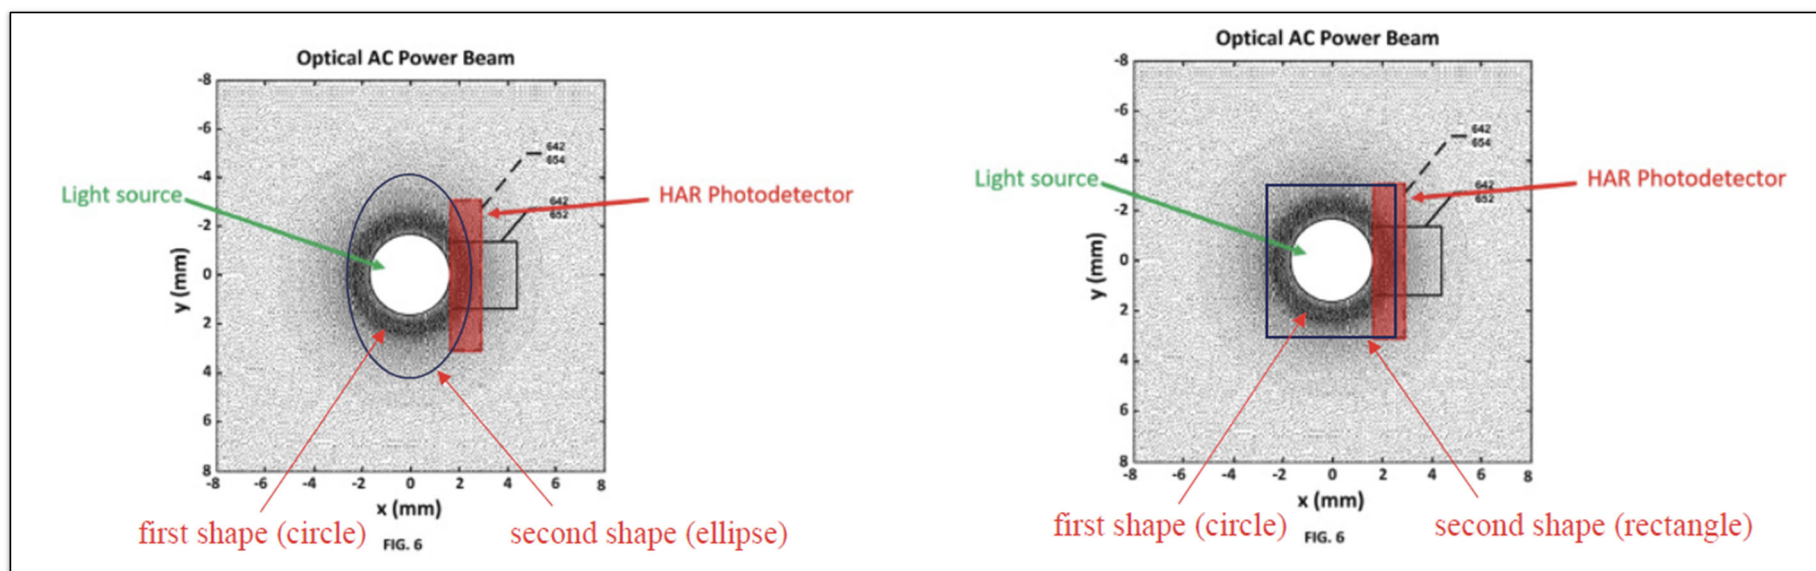 Optical AC Power Beam
-8
-6
-4
-2
0
2
4
6
8
y (mm)
-8 -6 -4 -2 0 2 4 6 8
x (mm)
642
654
642
652
Light source
HAR Photodetector
first shape (circle)
FIG. 6
second shape (ellipse)
Optical AC Power Beam
-8
-6
-4
-2
0
2
4
6
8
y (mm)
-8 -6 -4 -2 0 2 4 6 8
x (mm)
642
654
642
652
Light source
HAR Photodetector
first shape (circle)
FIG. 6
second shape (rectangle)